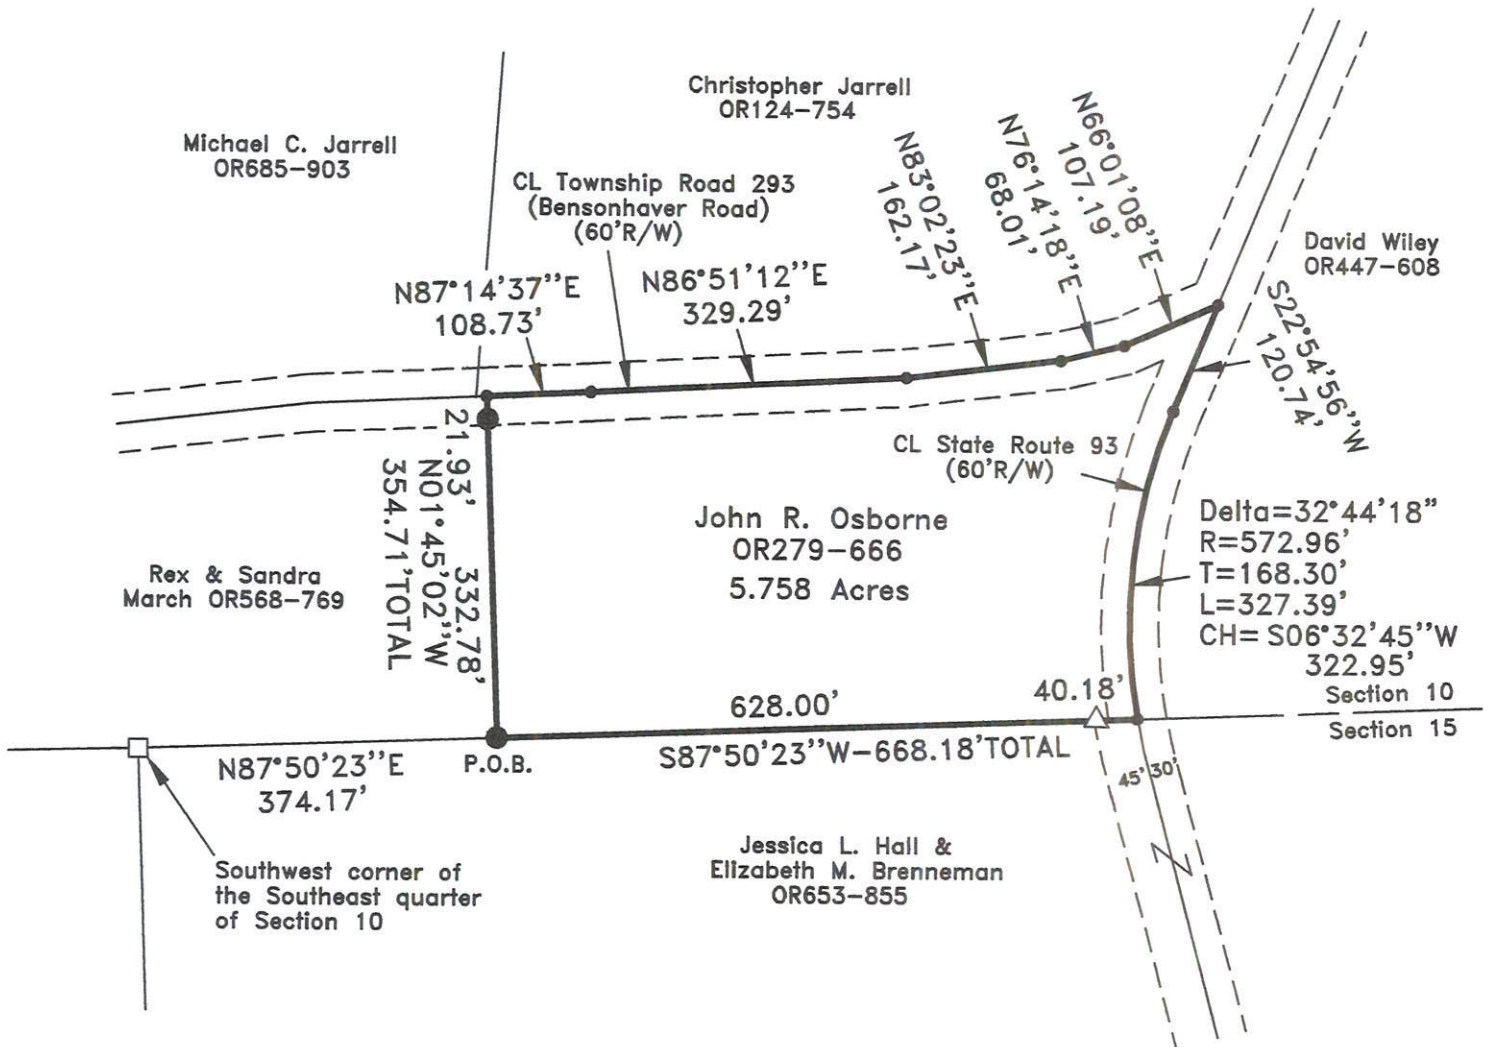 Christopher Jarrell
OR124-754
Michael C. Jarrell
OR685-903
CL Township Road 293
(Bensonhaver Road)
(60'R/W)
N87°14'37''E
108.73'
N86°51'12''E
329.29'
N83°02'23''E
162.17'
N76°14'18''E
68.01'
N66°01'08''E
107.19'
David Wiley
OR447-608
S22°54'56''W
120.74'
CL State Route 93
(60'R/W)
21.93'
332.78'
N01°45'02''W
354.71'TOTAL
John R. Osborne
OR279-666
5.758 Acres
Rex & Sandra
March OR568-769
Delta=32°44'18"
R=572.96'
T=168.30'
L=327.39'
CH= S06°32'45''W
322.95'
628.00'
40.18'
Section 10
Section 15
S87°50'23''W-668.18'TOTAL
N87°50'23''E
374.17'
P.O.B.
45'
30'
Southwest corner of
the Southeast quarter
of Section 10
Jessica L. Hall &
Elizabeth M. Brenneman
OR653-855